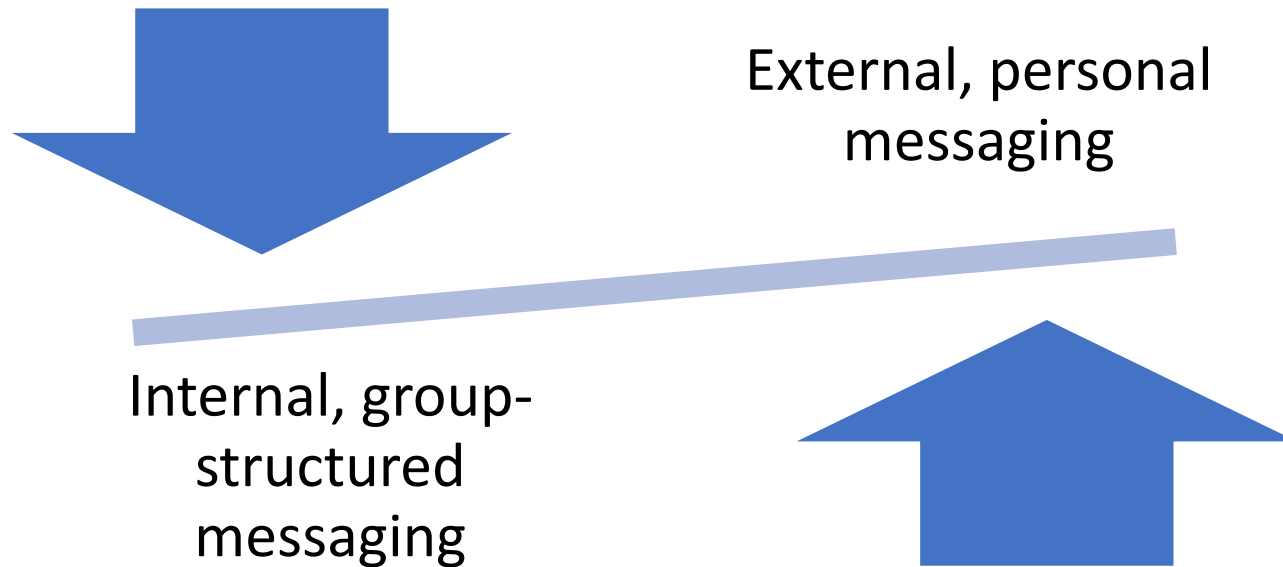 External, personal
messaging
Internal, group-
structured
messaging